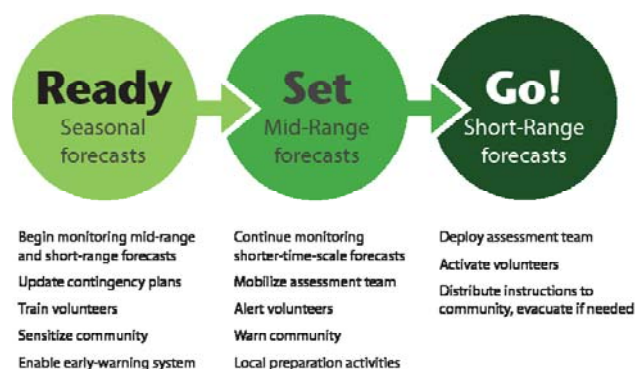 Ready
Seasonal
forecasts
Set
Mid-Range
forecasts
Go!
Short-Range
forecasts
Begin monitoring mid-range
and short-range forecasts
Update contingency plans
Train volunteers
Sensitize community
Enable early-warning system
Continue monitoring
shorter-time-scale forecasts
Mobilize assessment team
Alert volunteers
Warn community
Local preparation activities
Deploy assessment team
Activate volunteers
Distribute instructions to
community, evacuate if needed